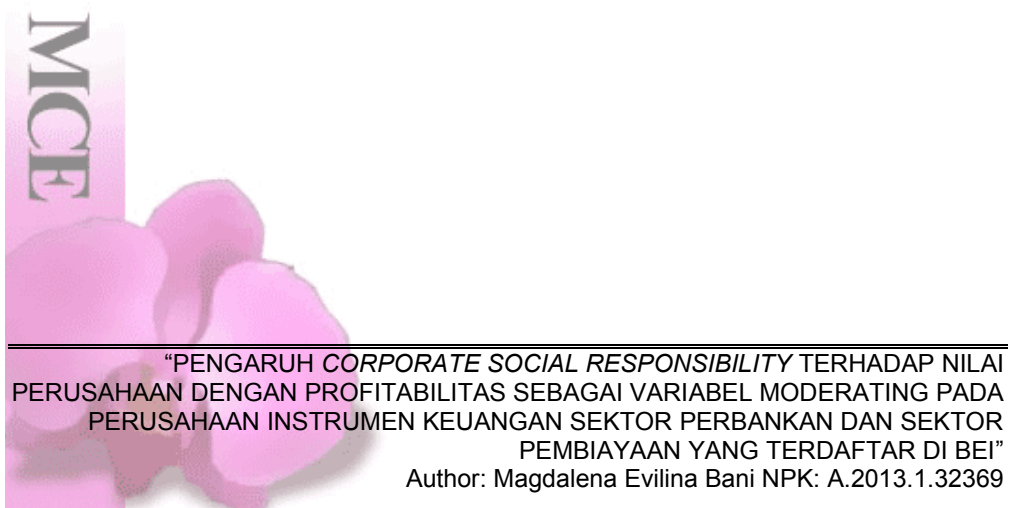 MCE
“PENGARUH CORPORATE SOCIAL RESPONSIBILITY TERHADAP NILAI
PERUSAHAAN DENGAN PROFITABILITAS SEBAGAI VARIABEL MODERATING PADA
PERUSAHAAN INSTRUMEN KEUANGAN SEKTOR PERBANKAN DAN SEKTOR
PEMBIAYAAN YANG TERDAFTAR DI BEI”
Author: Magdalena Evilina Bani NPK: A.2013.1.32369